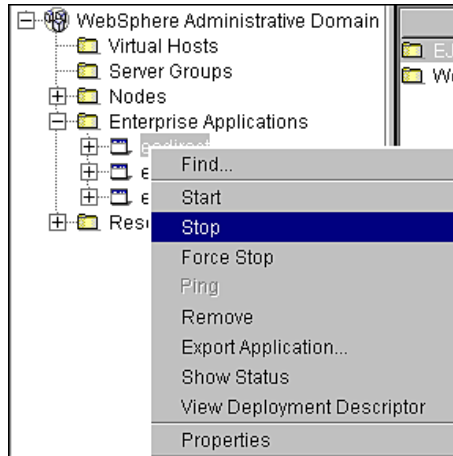 WebSphere Administrative Domain
Virtual Hosts
Server Groups
Nodes
Enterprise Applications
Find...
Start
Stop
Force Stop
Ping
Remove
Export Application...
Show Status
View Deployment Descriptor
Properties